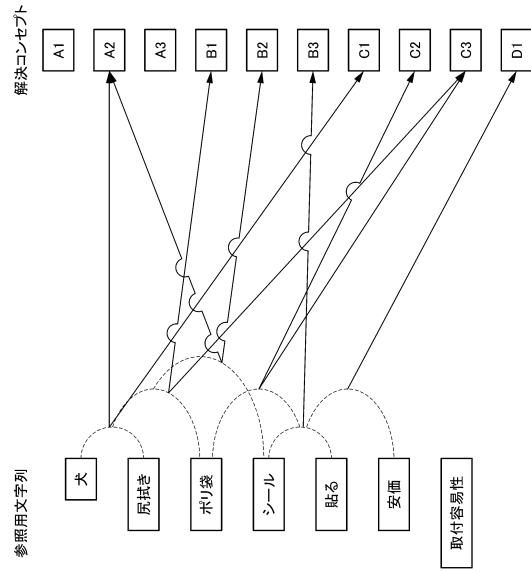 解決コンセプト
A1
A2
A3
B1
B2
B3
C1
C2
C3
D1
参照用文字列
犬
尻拭き
ポリ袋
シール
貼る
安価
取付容易性